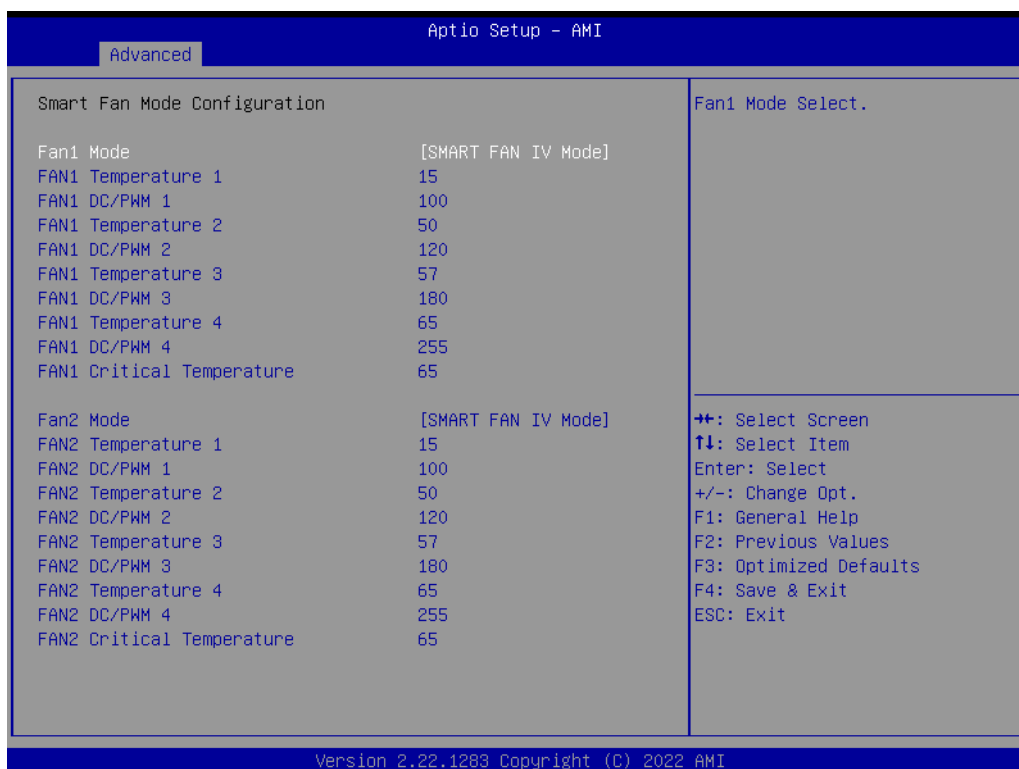 Aptio Setup – AMI
Advanced
Smart Fan Mode Configuration
Fan1 Mode [SMART FAN IV Mode]
FAN1 Temperature 1 15
FAN1 DC/PWM 1 100
FAN1 Temperature 2 50
FAN1 DC/PWM 2 120
FAN1 Temperature 3 57
FAN1 DC/PWM 3 180
FAN1 Temperature 4 65
FAN1 DC/PWM 4 255
FAN1 Critical Temperature 65
Fan2 Mode [SMART FAN IV Mode]
FAN2 Temperature 1 15
FAN2 DC/PWM 1 100
FAN2 Temperature 2 50
FAN2 DC/PWM 2 120
FAN2 Temperature 3 57
FAN2 DC/PWM 3 180
FAN2 Temperature 4 65
FAN2 DC/PWM 4 255
FAN2 Critical Temperature 65
Fan1 Mode Select.
→←: Select Screen
↑↓: Select Item
Enter: Select
+/-: Change Opt.
F1: General Help
F2: Previous Values
F3: Optimized Defaults
F4: Save & Exit
ESC: Exit
Version 2.22.1283 Copyright (C) 2022 AMI